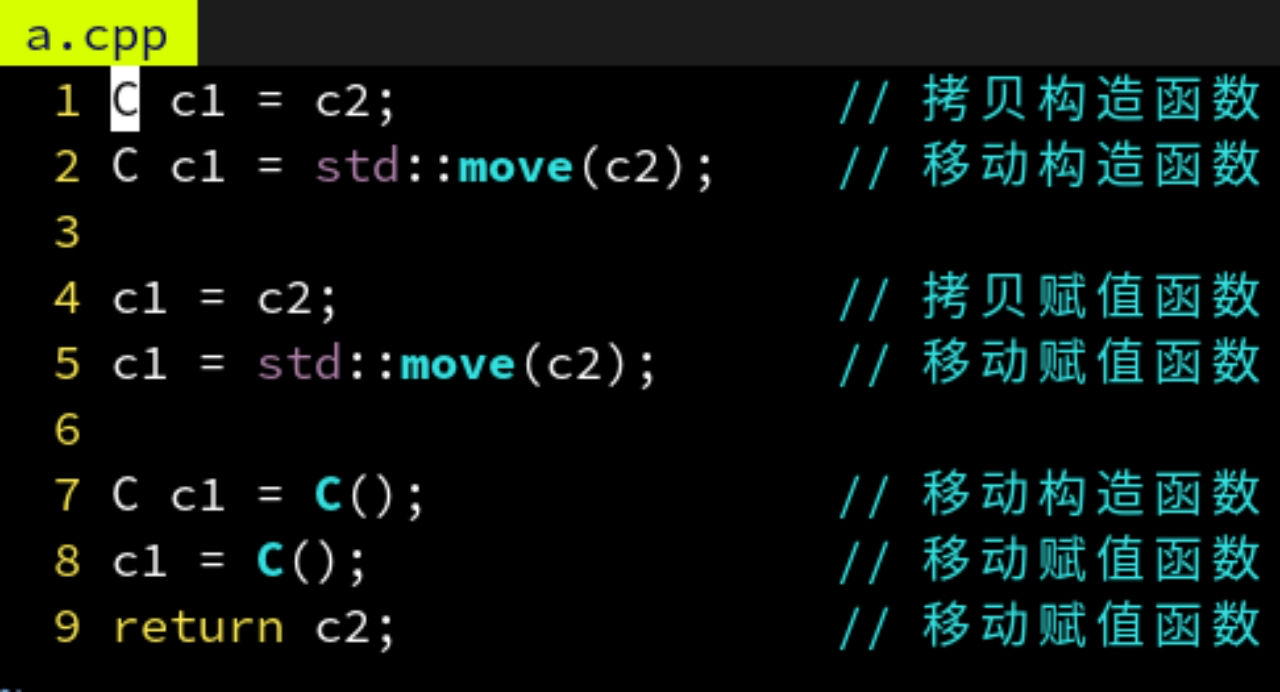 a.cpp
1 C c1 = c2; // 拷贝构造函数
2 C c1 = std::move(c2); // 移动构造函数
3
4 c1 = c2; // 拷贝赋值函数
5 c1 = std::move(c2); // 移动赋值函数
6
7 C c1 = C(); // 移动构造函数
8 c1 = C(); // 移动赋值函数
9 return c2; // 移动赋值函数